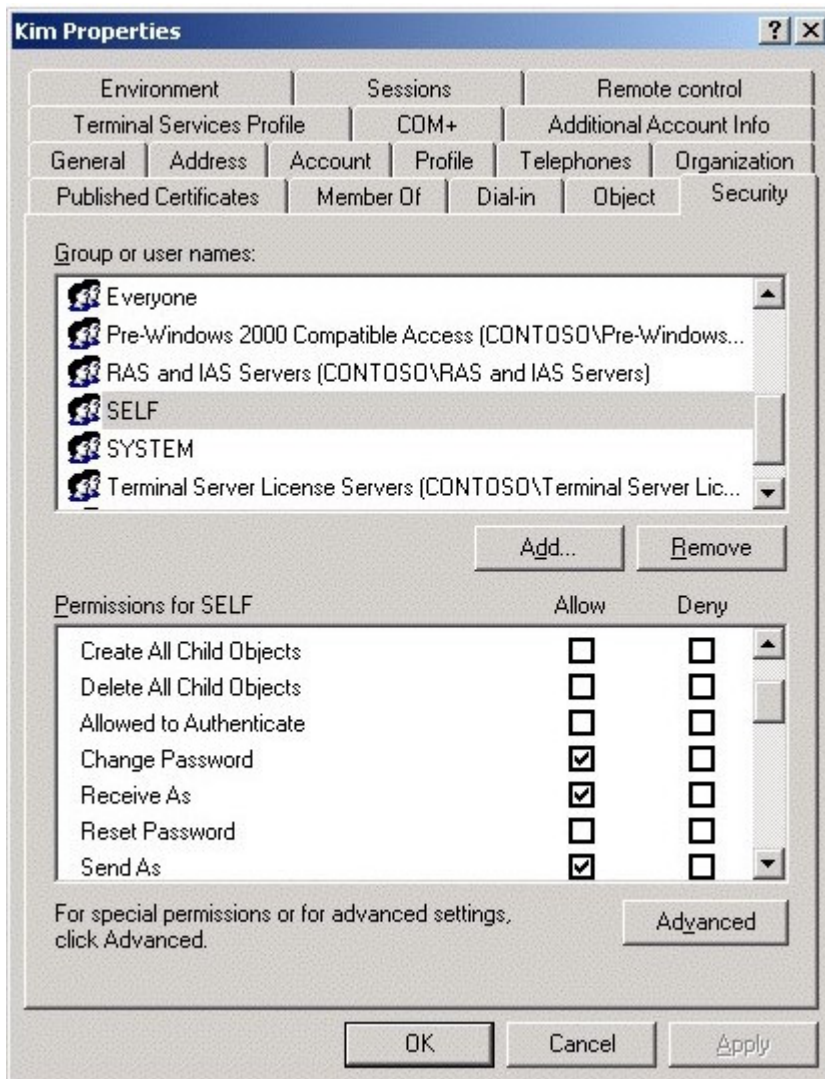 Kim Properties
Environment Sessions Remote control
Terminal Services Profile COM+ Additional Account Info
General Address Account Profile Telephones Organization
Published Certificates Member Of Dial-in Object Security
Group or user names:
Everyone
Pre-Windows 2000 Compatible Access (CONTOSO\Pre-Windows...
RAS and IAS Servers (CONTOSO\RAS and IAS Servers)
SELF
SYSTEM
Terminal Server License Servers (CONTOSO\Terminal Server Lic...
Add... Remove
Permissions for SELF Allow Deny
Create All Child Objects
Delete All Child Objects
Allowed to Authenticate
Change Password
Receive As
Reset Password
Send As
For special permissions or for advanced settings,
click Advanced.
Advanced
OK Cancel Apply